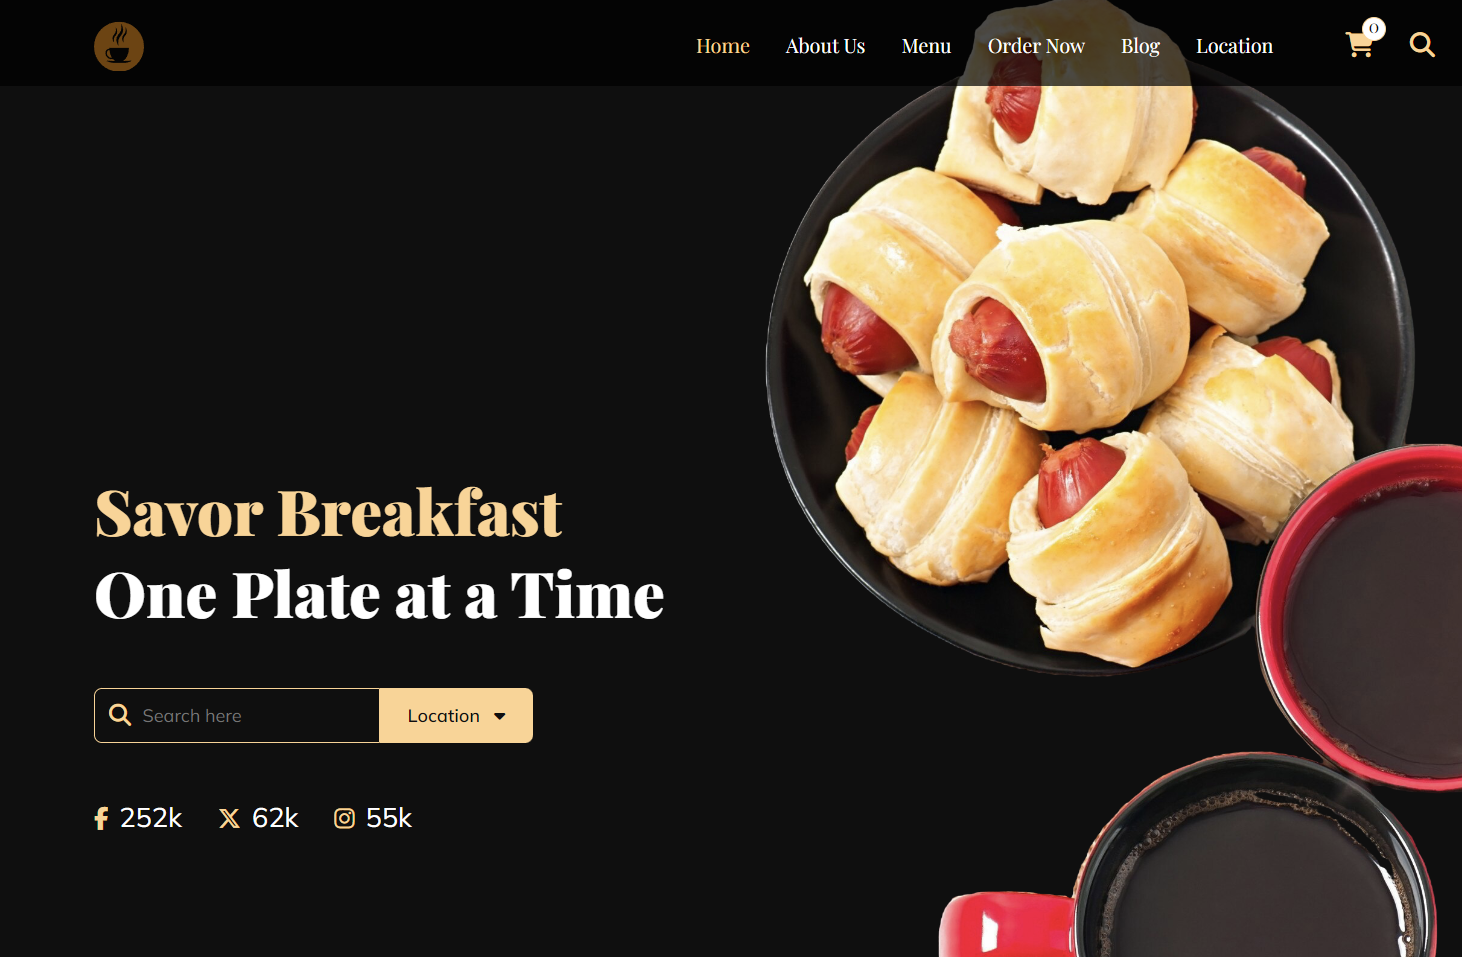 Home About Us Menu Order Now Blog Location 0
Savor Breakfast
One Plate at a Time
Search here Location
252k 62k 55k